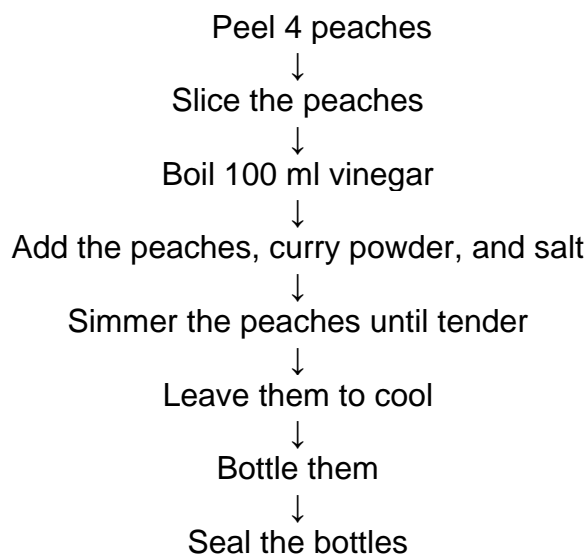 Peel 4 peaches
↓
Slice the peaches
↓
Boil 100 ml vinegar
↓
Add the peaches, curry powder, and salt
↓
Simmer the peaches until tender
↓
Leave them to cool
↓
Bottle them
↓
Seal the bottles